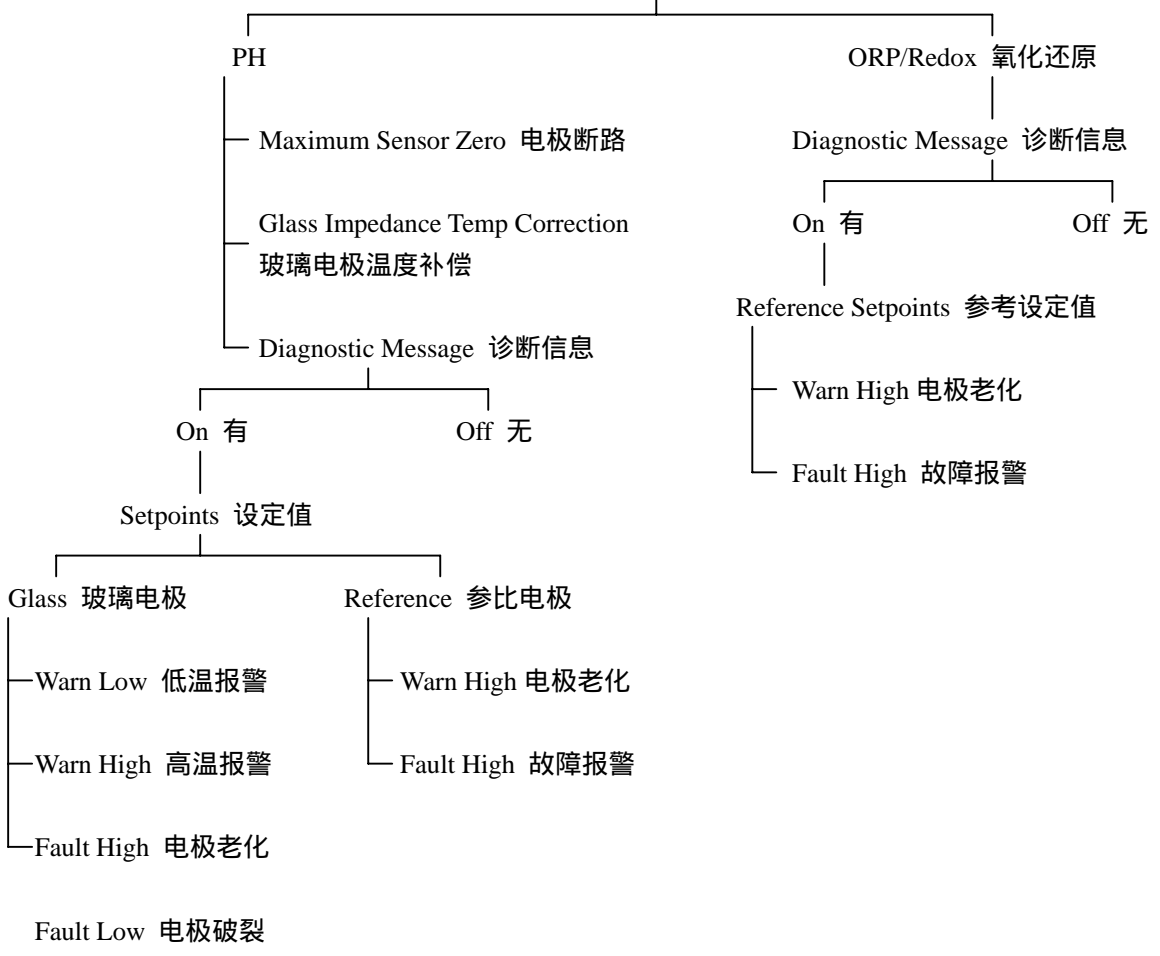 PH
ORP/Redox 氧化还原
Maximum Sensor Zero 电极断路
Diagnostic Message 诊断信息
Glass Impedance Temp Correction
玻璃电极温度补偿
On 有
Off 无
Reference Setpoints 参考设定值
Diagnostic Message 诊断信息
Warn High 电极老化
On 有
Off 无
Fault High 故障报警
Setpoints 设定值
Glass 玻璃电极
Reference 参比电极
Warn Low 低温报警
Warn High 电极老化
Warn High 高温报警
Fault High 故障报警
Fault High 电极老化
Fault Low 电极破裂